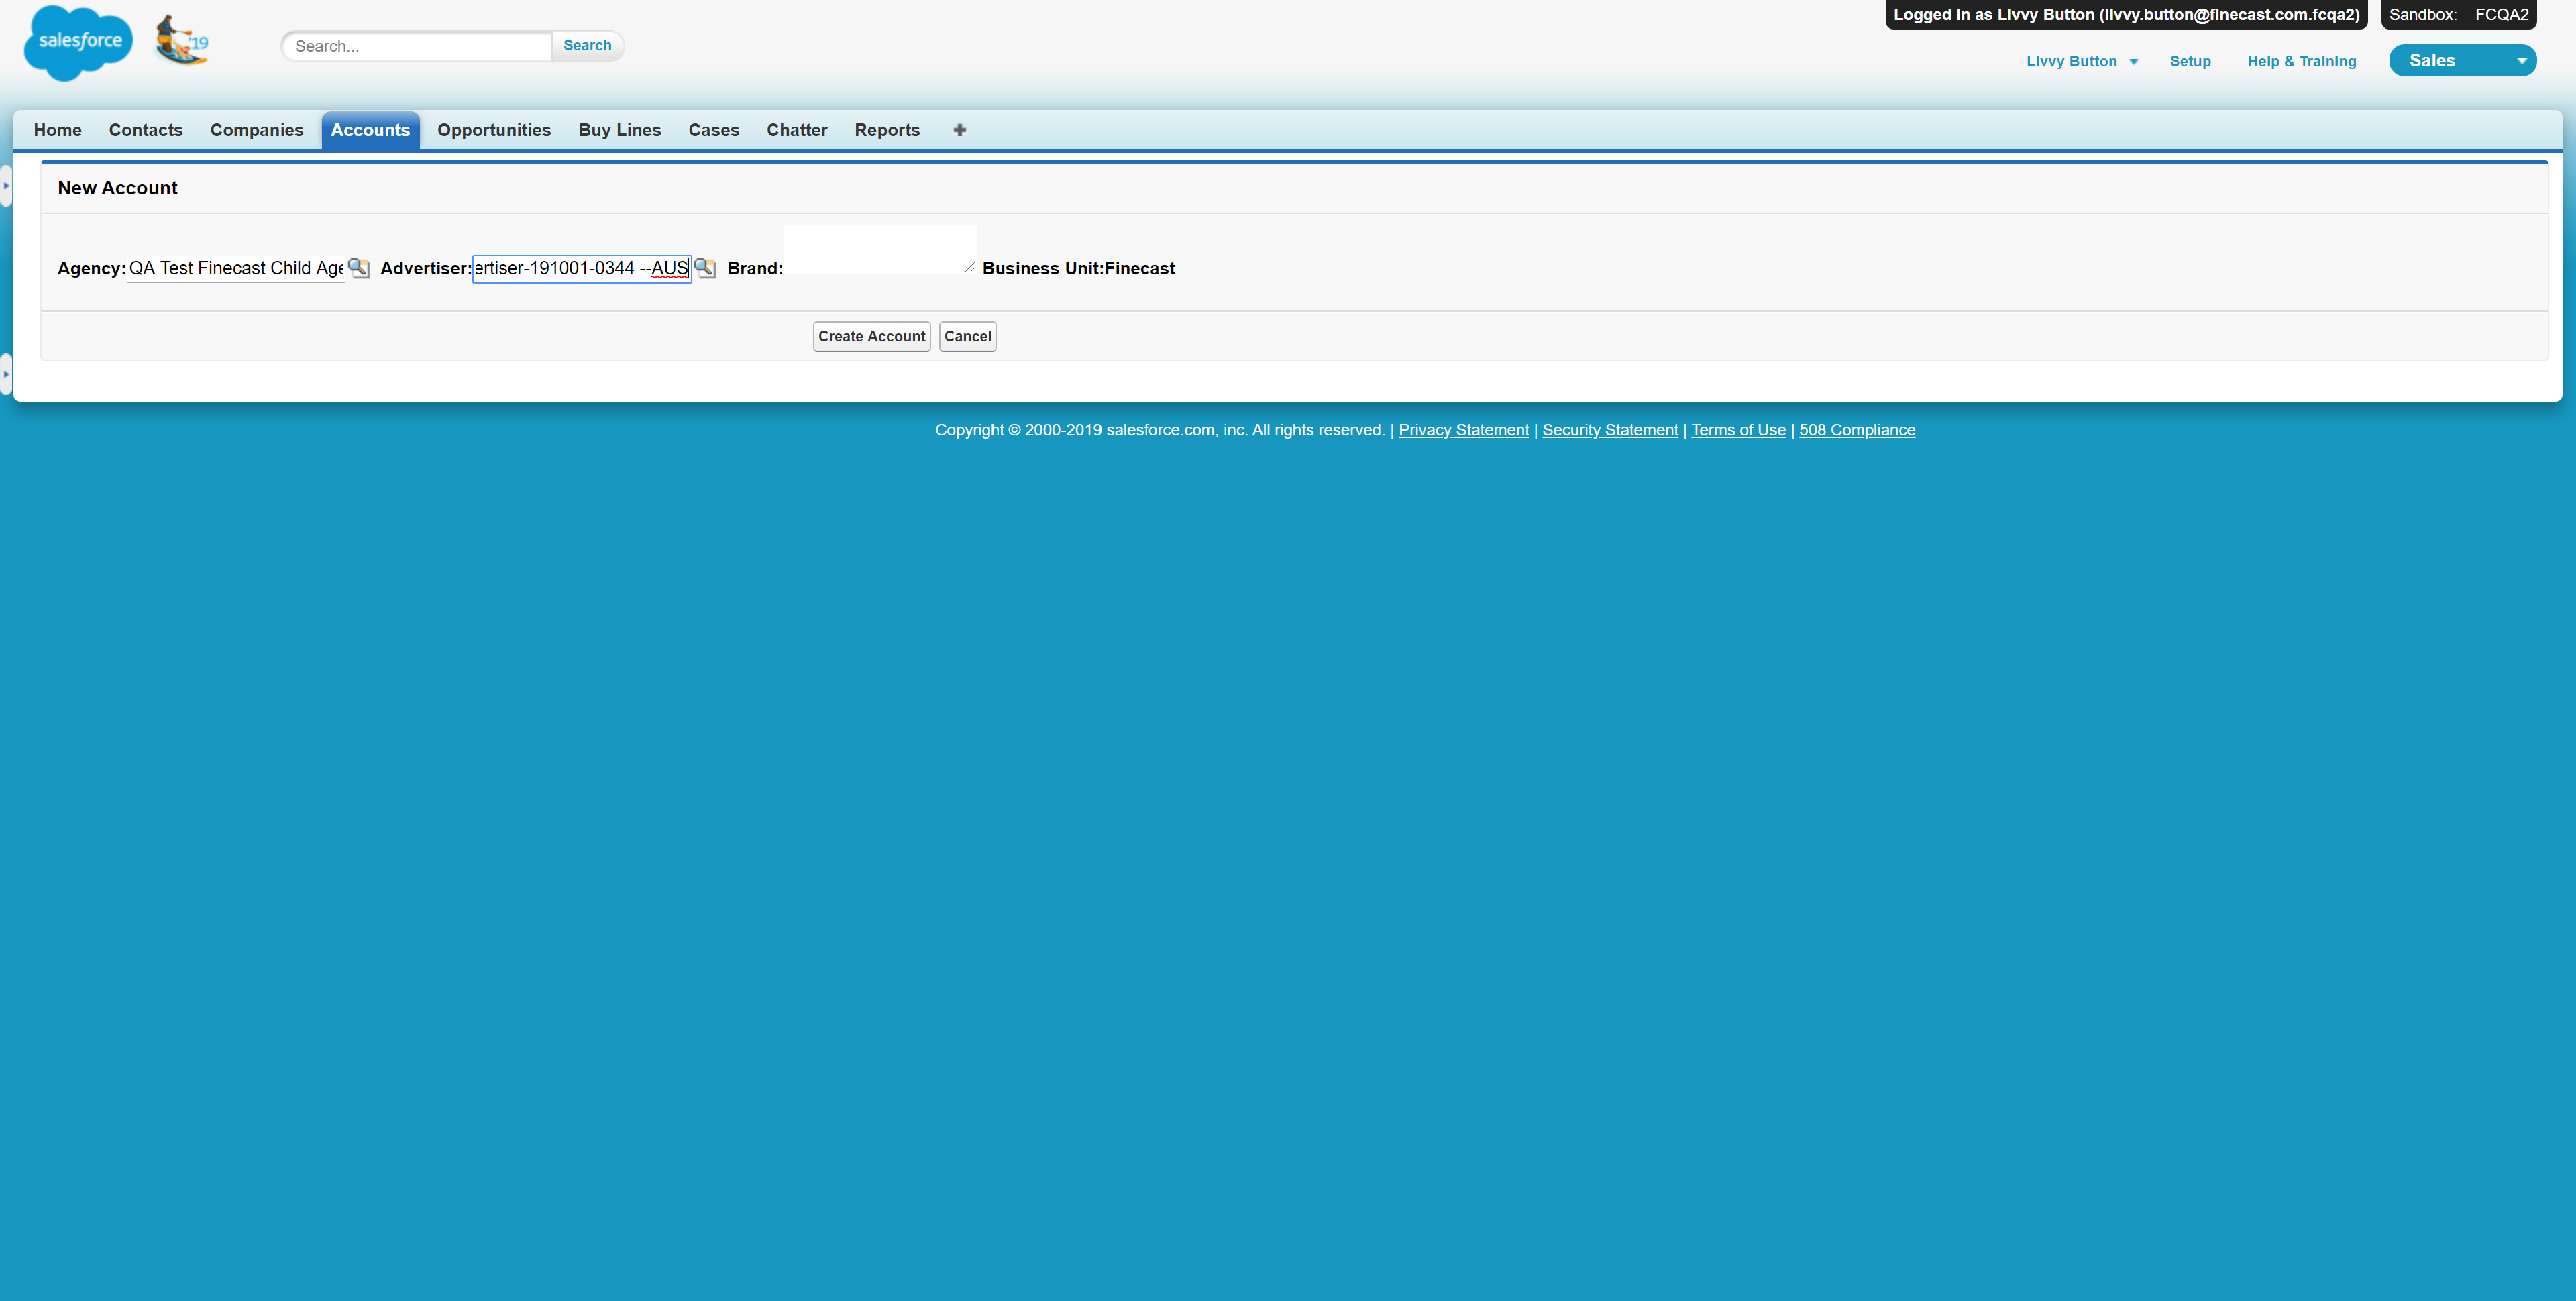 Logged in as Livvy Button (livvy.button@finecast.com.fcqa2) Sandbox: FCQA2
salesforce '19 Search... Search
Livvy Button Setup Help & Training Sales
Home Contacts Companies Accounts Opportunities Buy Lines Cases Chatter Reports
New Account
Agency: QA Test Finecast Child Age Advertiser: ertiser-191001-0344 --AUS Brand: Business Unit:Finecast
Create Account Cancel
Copyright © 2000-2019 salesforce.com, inc. All rights reserved. | Privacy Statement | Security Statement | Terms of Use | 508 Compliance